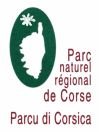 Parc
naturel
régional
de Corse
Parcu di Corsica